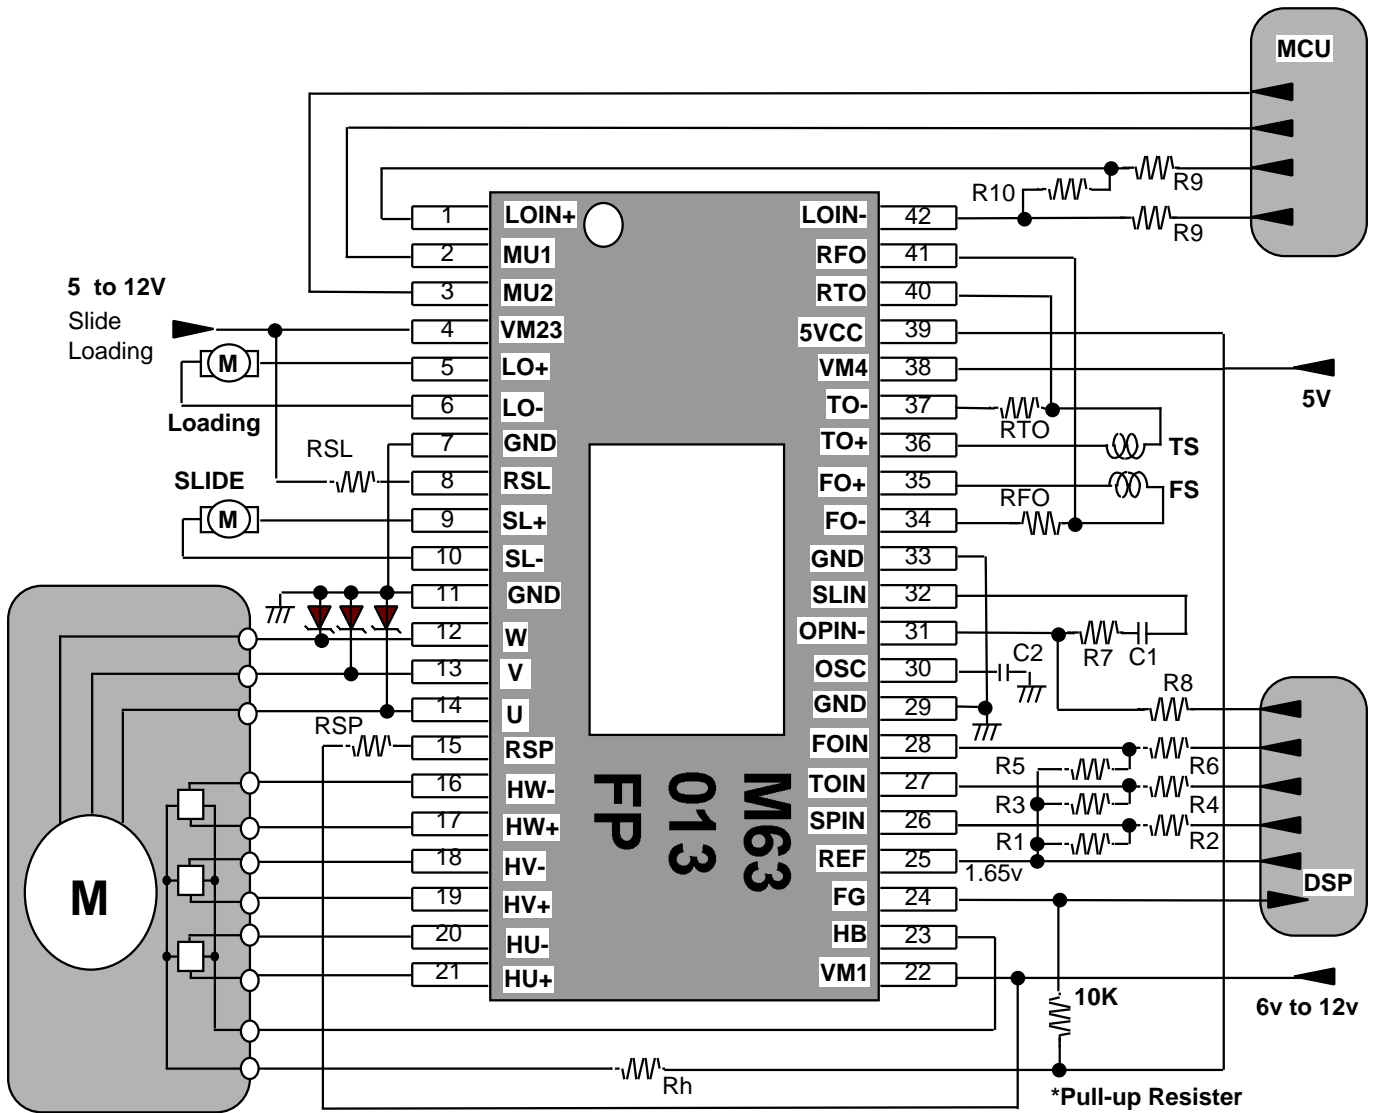 MCU
R10
R9
R9
1 LOIN+
2 MU1
3 MU2
4 VM23
5 LO+
6 LO-
7 GND
8 RSL
9 SL+
10 SL-
11 GND
12 W
13 V
14 U
15 RSP
16 HW-
17 HW+
18 HV-
19 HV+
20 HU-
21 HU+
LOIN- 42
RFO 41
RTO 40
5VCC 39
VM4 38
TO- 37
TO+ 36
FO+ 35
FO- 34
GND 33
SLIN 32
OPIN- 31
OSC 30
GND 29
FOIN 28
TOIN 27
SPIN 26
REF 25
FG 24
HB 23
VM1 22
5 to 12V
Slide
Loading
M
Loading
RSL
SLIDE
M
RSP
M
M63
013
FP
5V
RTO
TS
RFO
FS
R7
C1
C2
R8
R5
R6
R3
R4
R1
R2
1.65v
DSP
10K
6v to 12v
Rh
*Pull-up Resister